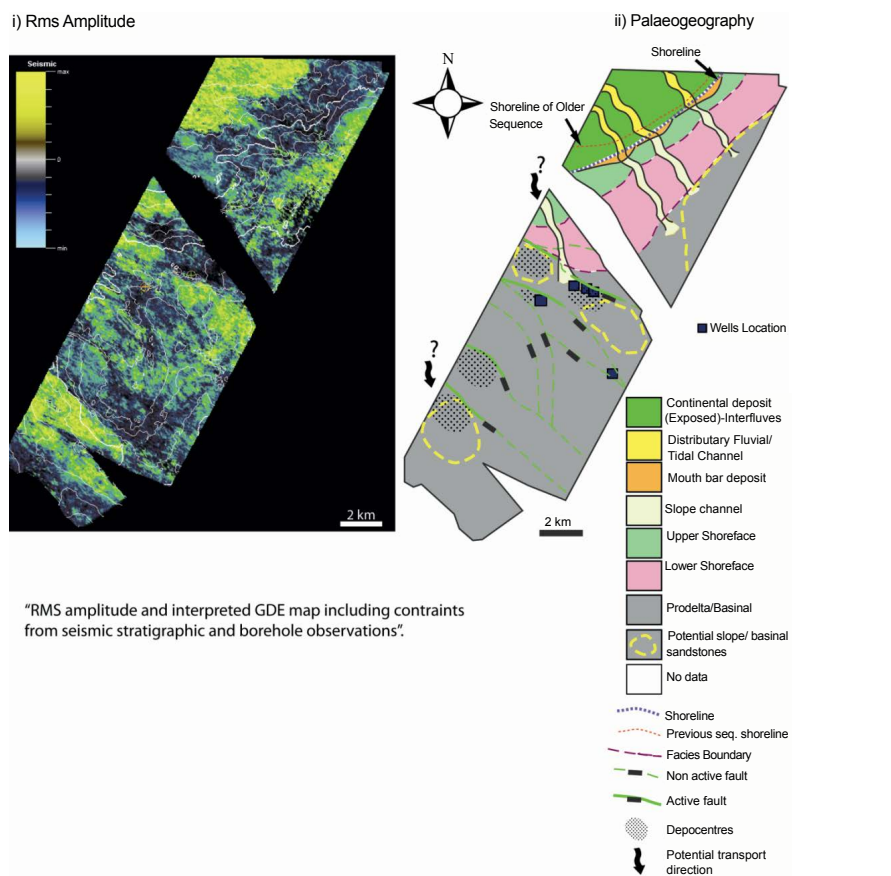 i) Rms Amplitude
ii) Palaeogeography
Seismic
max
0
min
2 km
N
Shoreline
Shoreline of Older
Sequence
?
?
Wells Location
2 km
Continental deposit
(Exposed)-Interfluves
Distributary Fluvial/
Tidal Channel
Mouth bar deposit
Slope channel
Upper Shoreface
Lower Shoreface
Prodelta/Basinal
Potential slope/ basinal
sandstones
No data
Shoreline
Previous seq. shoreline
Facies Boundary
Non active fault
Active fault
Depocentres
Potential transport
direction
“RMS amplitude and interpreted GDE map including contraints
from seismic stratigraphic and borehole observations”.